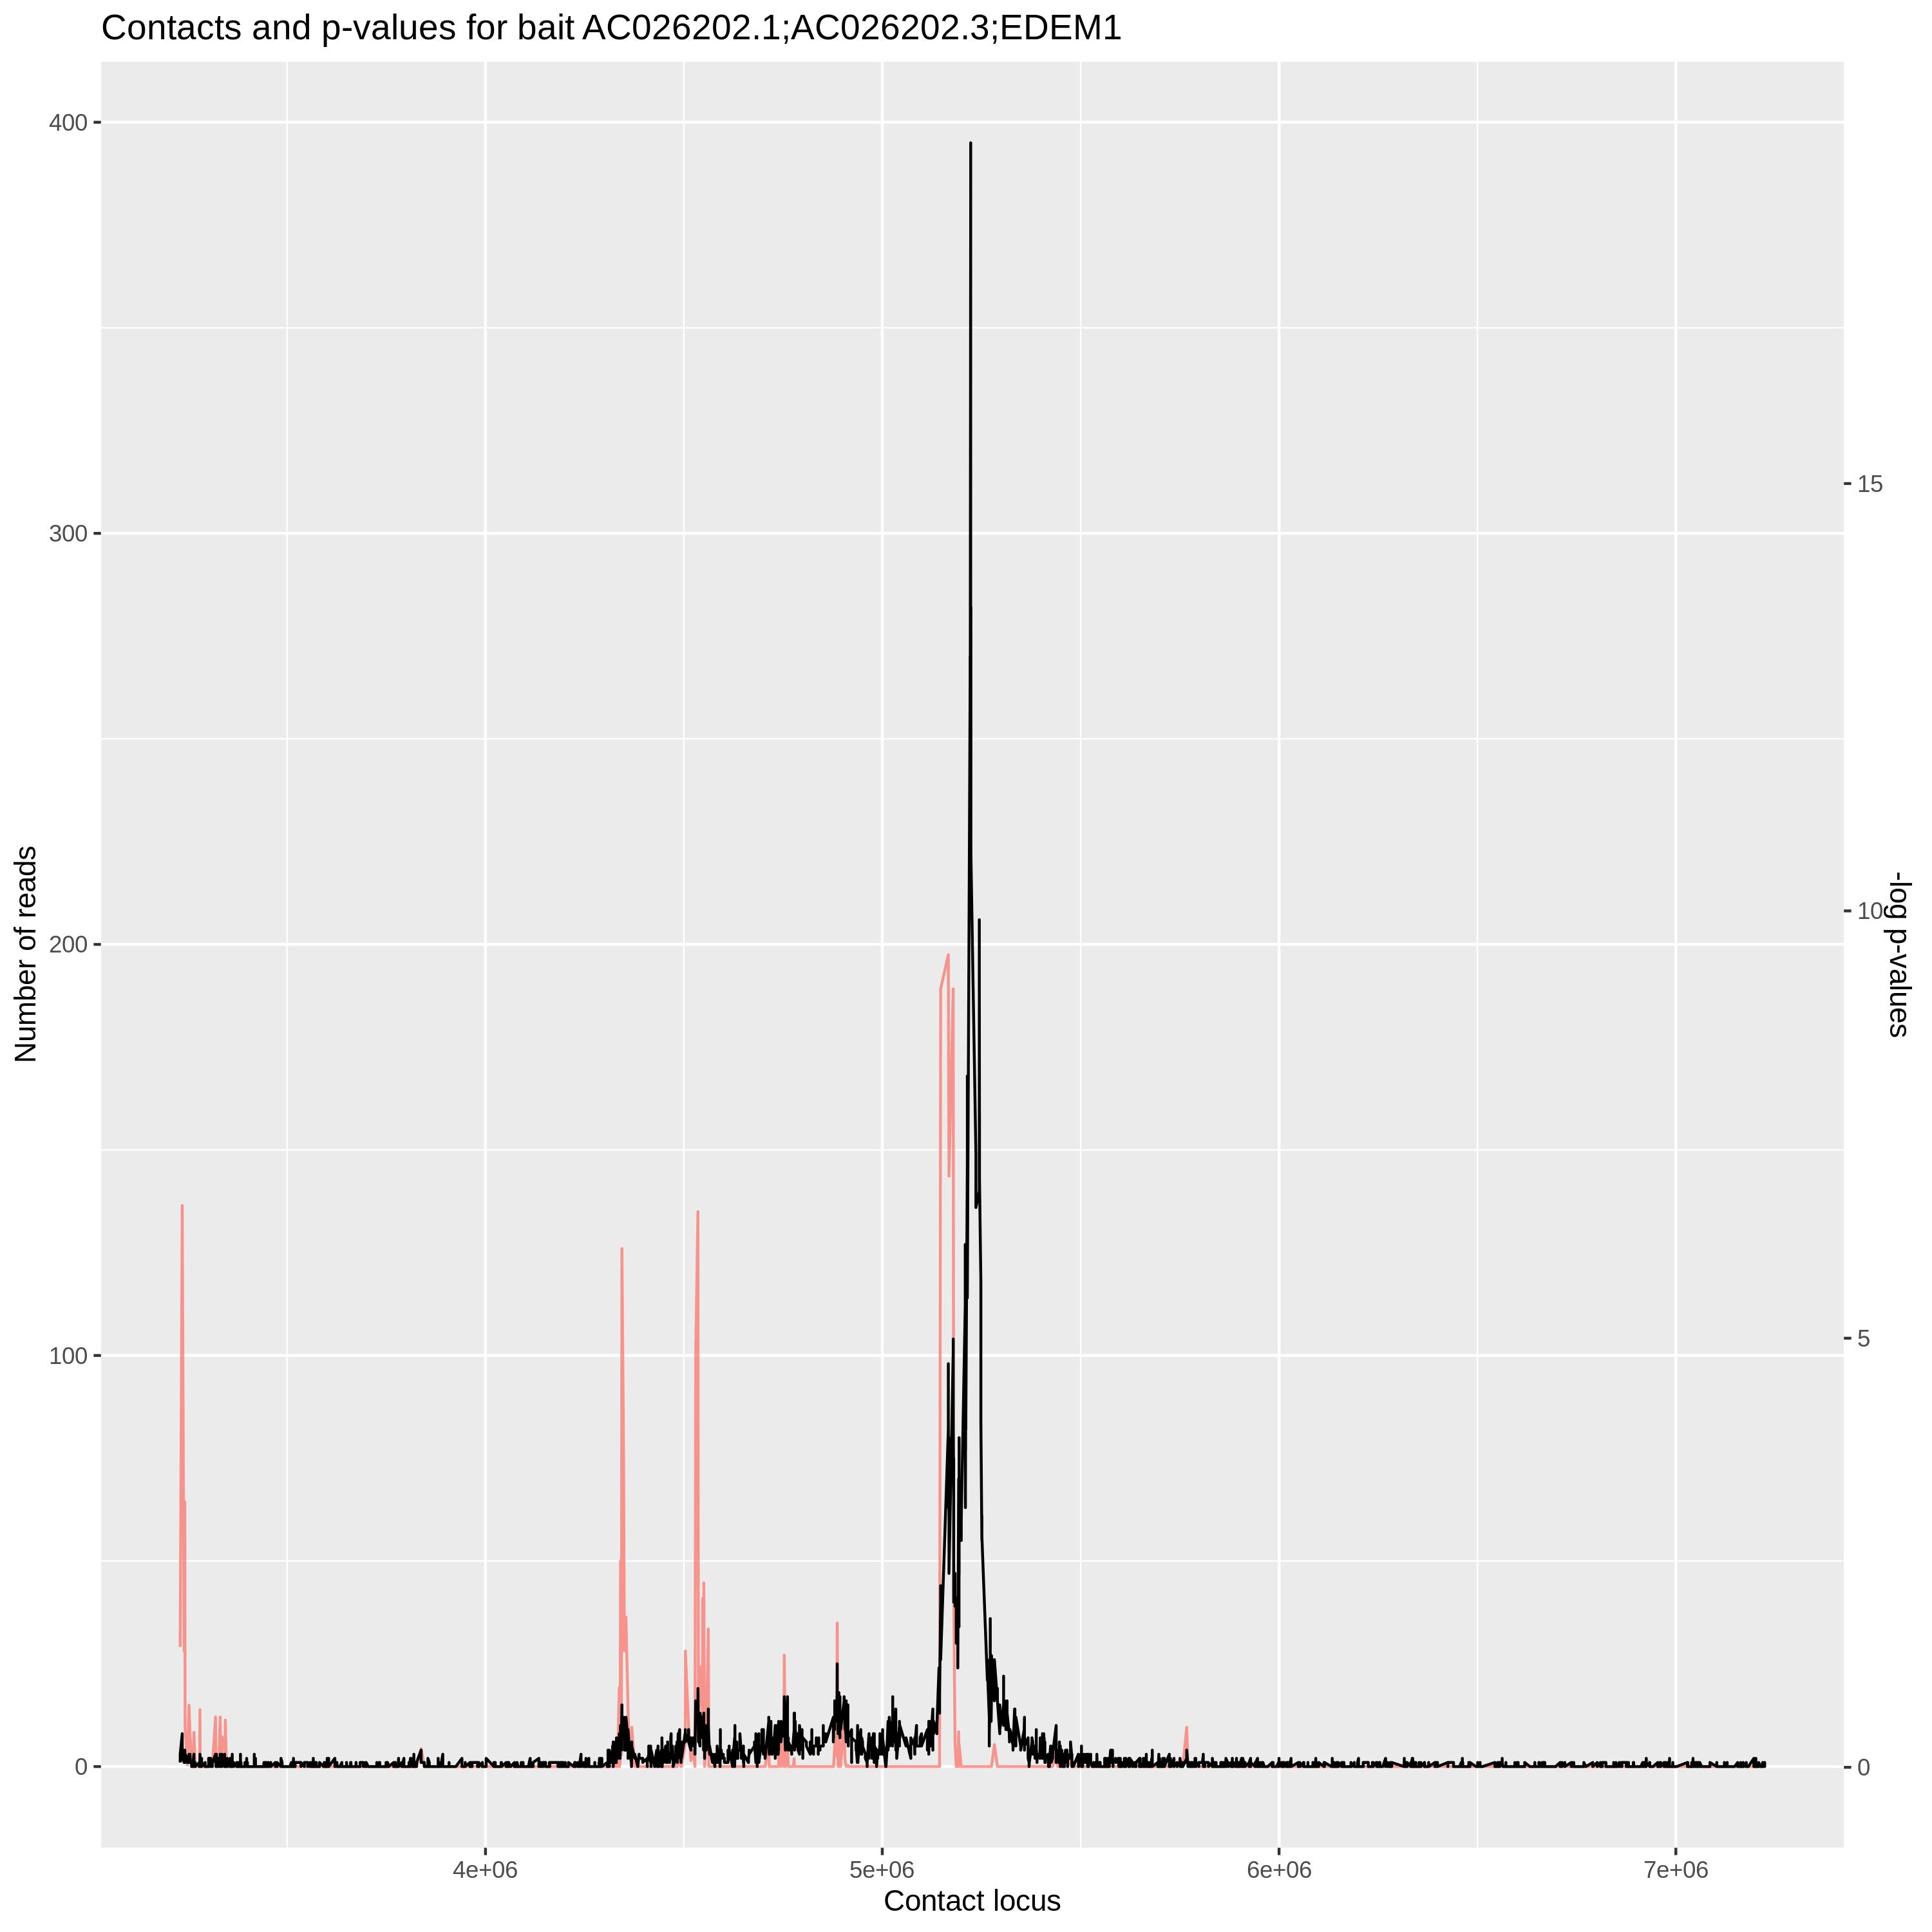 Contacts and p-values for bait AC026202.1;AC026202.3;EDEM1
400
300
200
100
0
Number of reads
15
10
5
0
-log p-values
4e+06 5e+06 6e+06 7e+06
Contact locus